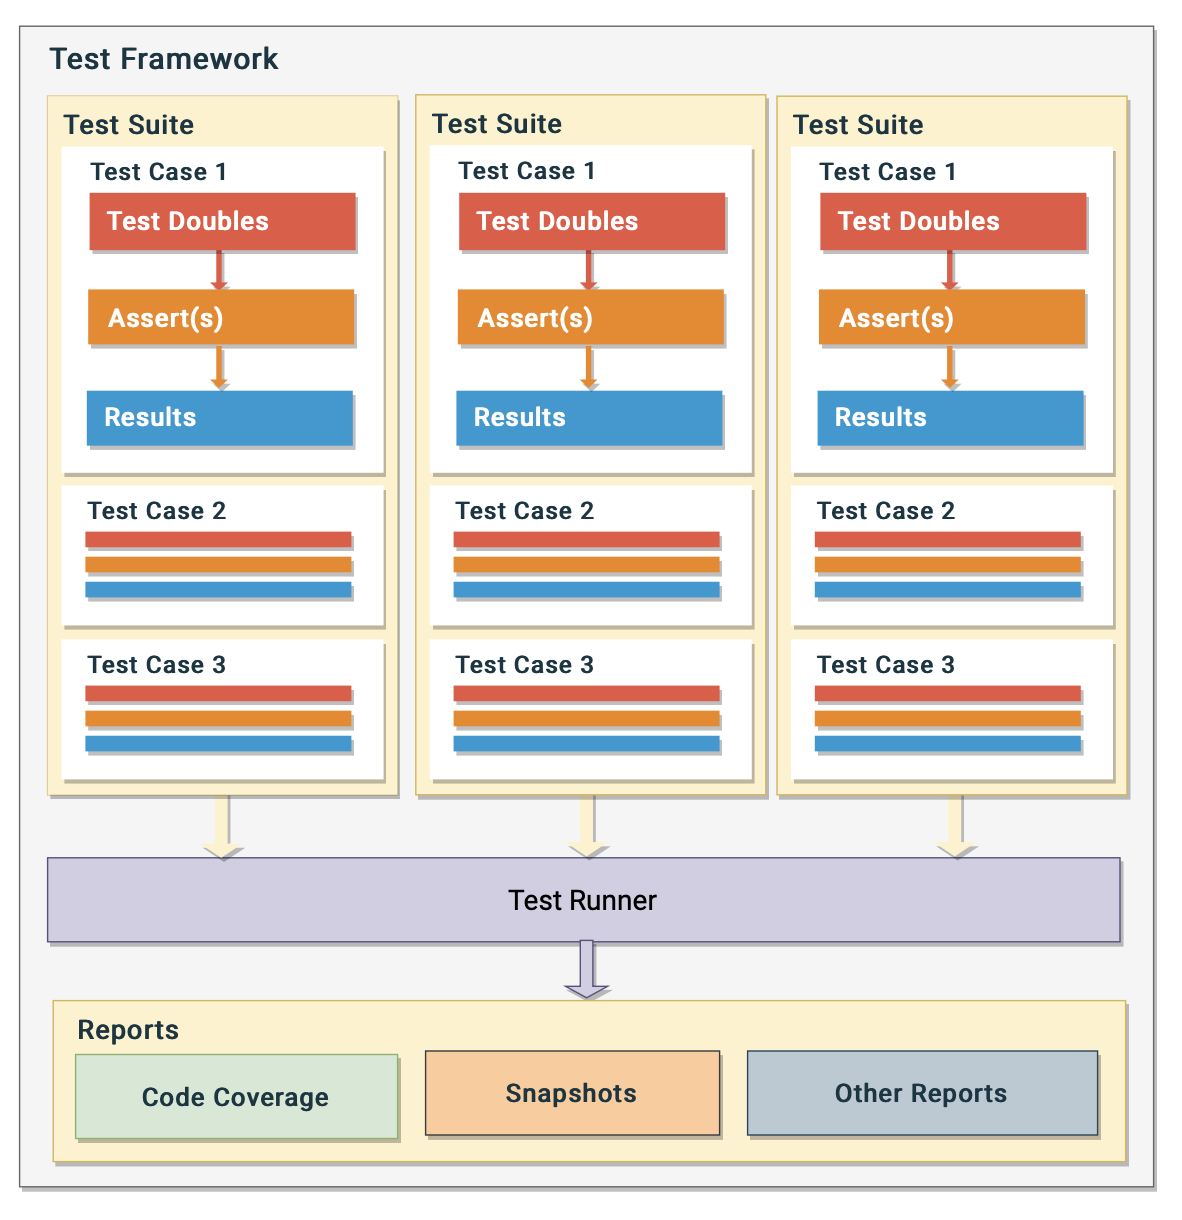 Test Framework
Test Suite
Test Case 1
Test Doubles
Assert(s)
Results
Test Case 2
Test Case 3
Test Suite
Test Case 1
Test Doubles
Assert(s)
Results
Test Case 2
Test Case 3
Test Suite
Test Case 1
Test Doubles
Assert(s)
Results
Test Case 2
Test Case 3
Test Runner
Reports
Code Coverage
Snapshots
Other Reports